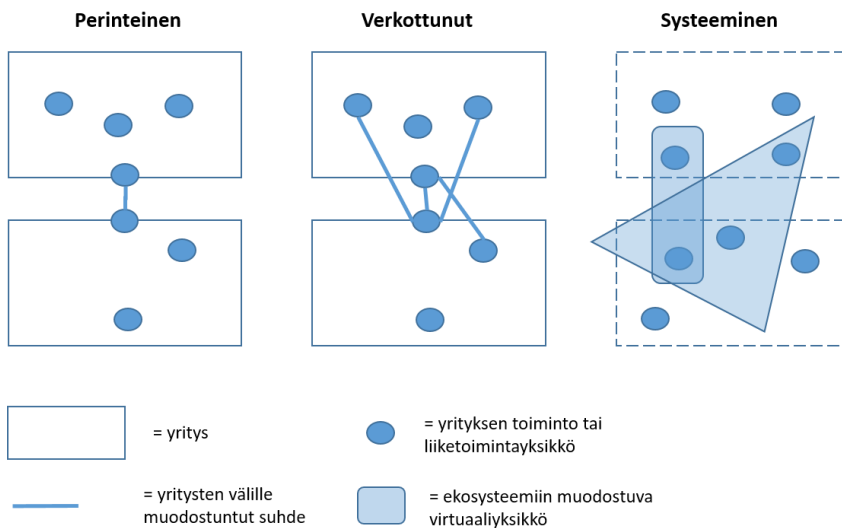 Perinteinen
Verkottunut
Systeeminen
= yritys
= yrityksen toiminto tai
liiketoimintayksikkö
= yritysten välille
muodostuntut suhde
= ekosysteemiin muodostuva
virtuaaliyksikkö